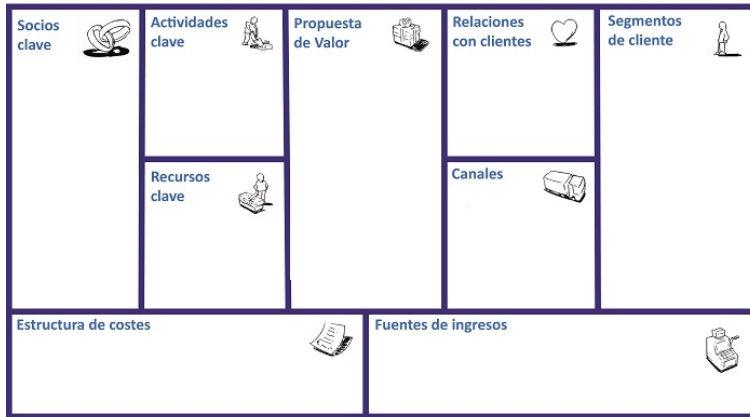 Socios
clave
Actividades
clave
Propuesta
de Valor
Relaciones
con clientes
Segmentos
de cliente
Recursos
clave
Canales
Estructura de costes
Fuentes de ingresos